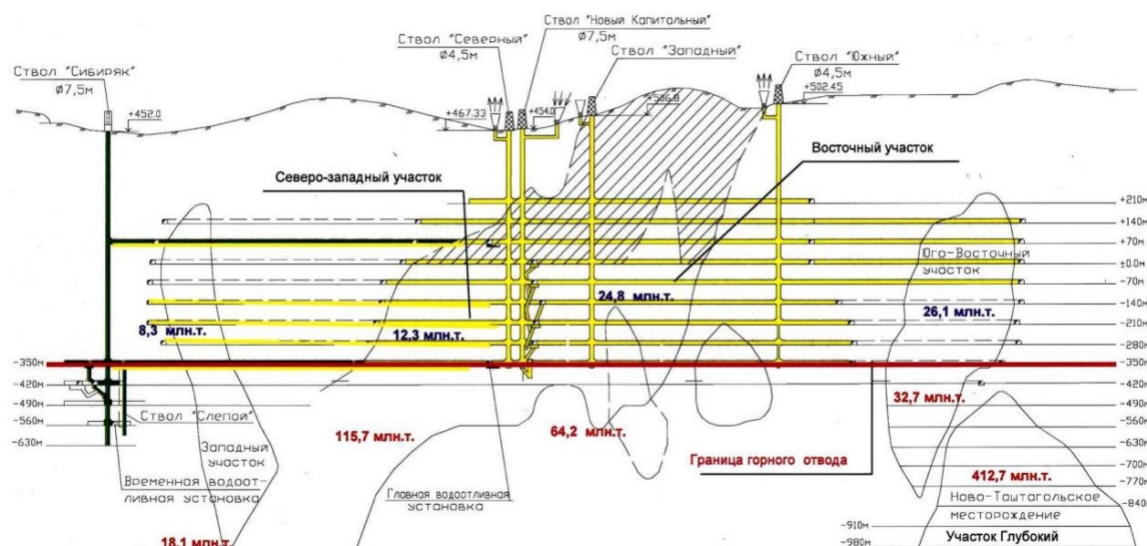 Ствол "Новый Капитальный"
Ø7,5м
Ствол "Северный"
Ø4,5м
Ствол "Западный"
Ствол "Южный"
Ø4,5м
Ствол "Сибиряк"
Ø7,5м
+502.45
+506.8
+467.33
+454.0
+452.0
Восточный участок
Северо-западный участок
+210м
+140м
+70м
±0.0м
-70м
-140м
-210м
-280м
-350м
-420м
-490м
-560м
-630м
-700м
-770м
-840м
Юго-Восточный
участок
24,8 млн.т.
26,1 млн.т.
8,3 млн.т.
12,3 млн.т.
-350м
-420м
-490м
-560м
-630м
Ствол "Слепой"
Западный
участок
Временная водоот-
ливная установка
18,1 млн.т.
115,7 млн.т.
64,2 млн.т.
32,7 млн.т.
Граница горного отвода
Главная водоотливная
установка
412,7 млн.т.
Ново-Таштагольское
месторождение
-910м
-980м
Участок Глубокий